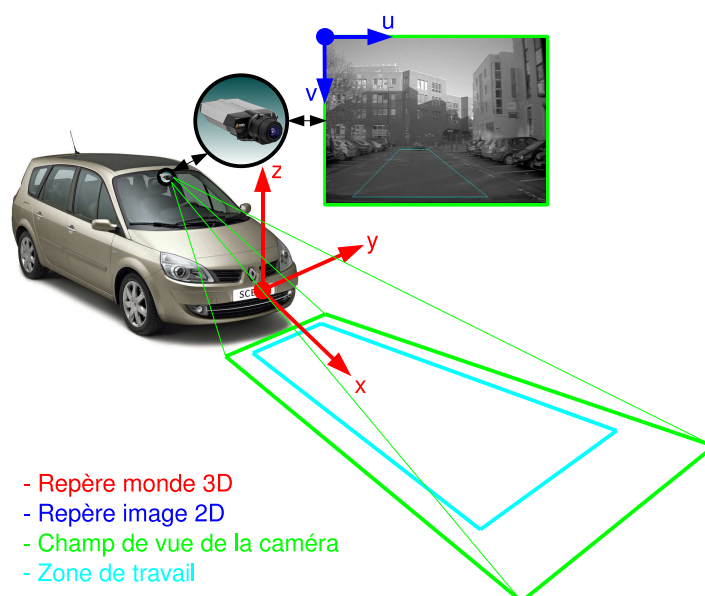 u
v
z
y
SCE
x
- Repère monde 3D
- Repère image 2D
- Champ de vue de la caméra
- Zone de travail